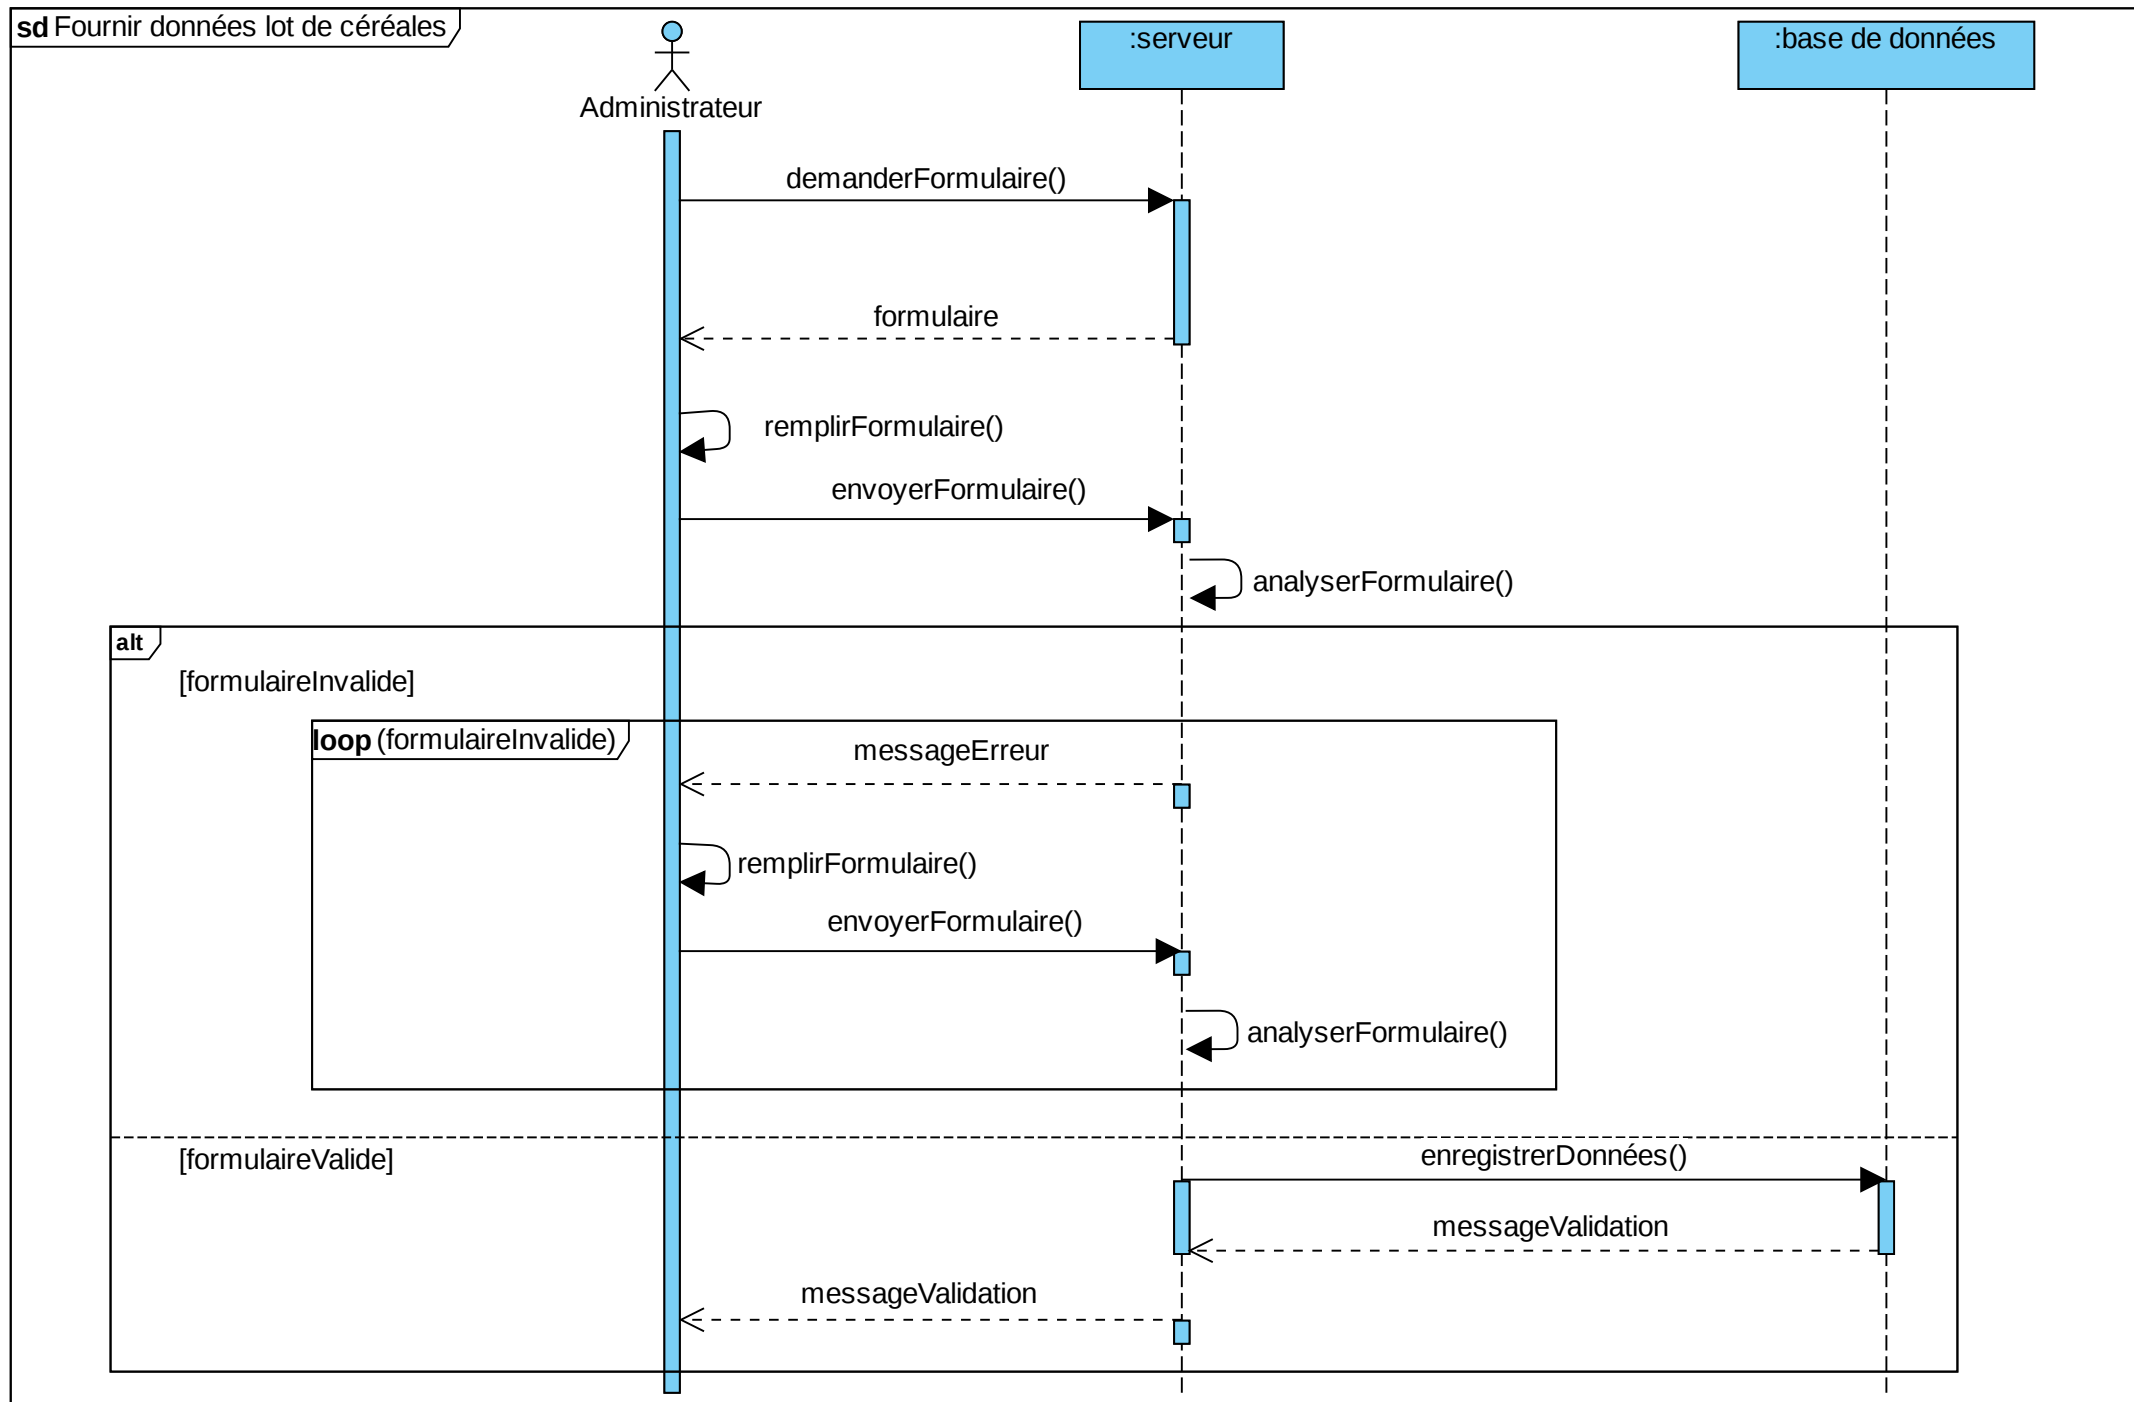 sd Fournir données lot de céréales
Administrateur
:serveur
:base de données
demanderFormulaire()
formulaire
remplirFormulaire()
envoyerFormulaire()
analyserFormulaire()
alt
[formulaireInvalide]
loop (formulaireInvalide)
messageErreur
remplirFormulaire()
envoyerFormulaire()
analyserFormulaire()
[formulaireValide]
enregistrerDonnées()
messageValidation
messageValidation